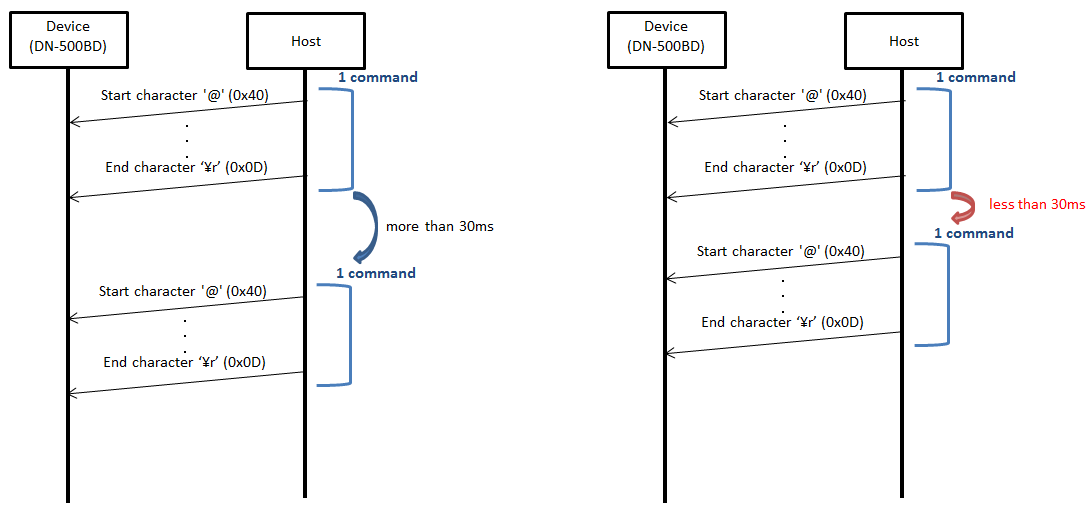 Device
(DN-500BD)
Host
1 command
Start character '@' (0x40)
End character ‘¥r’ (0x0D)
more than 30ms
1 command
Start character '@' (0x40)
End character ‘¥r’ (0x0D)
Device
(DN-500BD)
Host
1 command
Start character '@' (0x40)
End character ‘¥r’ (0x0D)
less than 30ms
1 command
Start character '@' (0x40)
End character ‘¥r’ (0x0D)